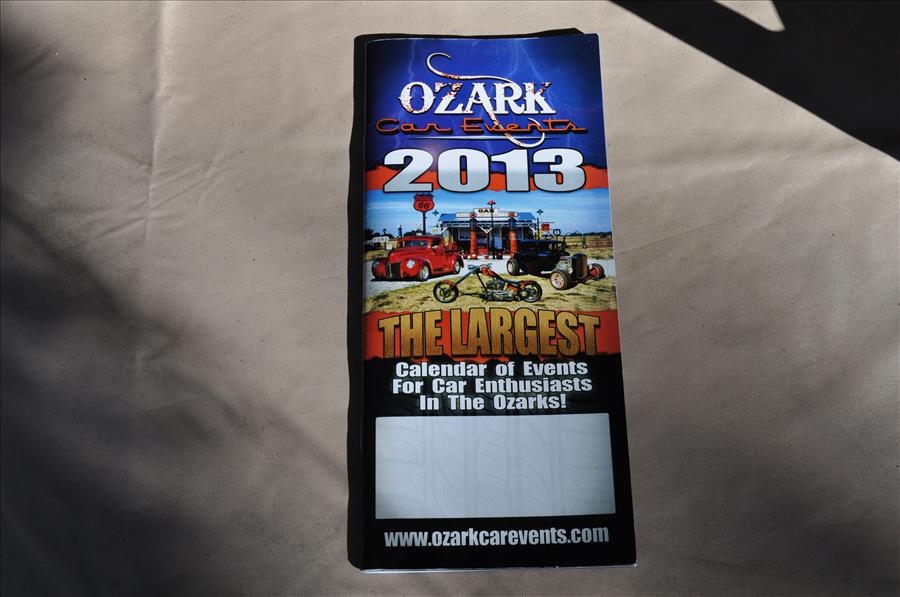 OZARK
Car Events
2013
66
GAS
THE LARGEST
Calendar of Events
For Car Enthusiasts
In The Ozarks!
www.ozarkcarevents.com